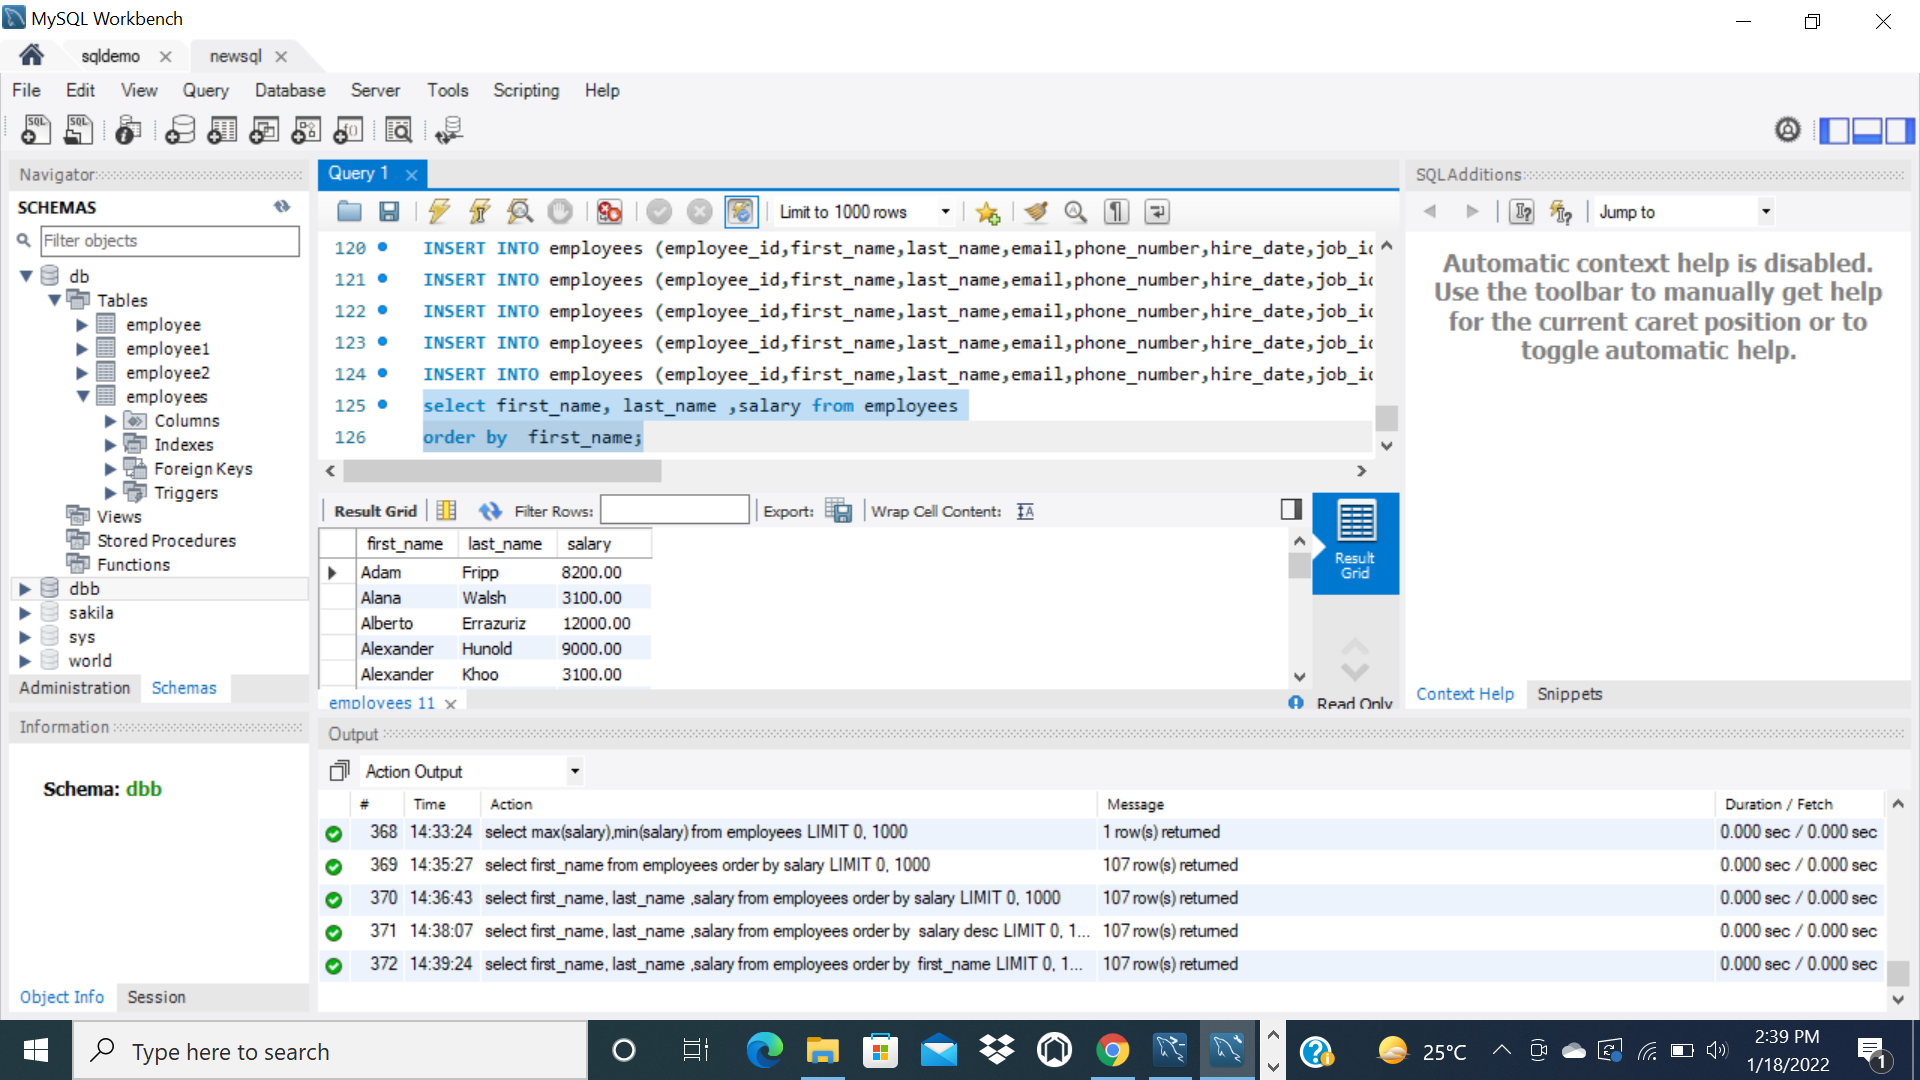 MySQL Workbench
sqldemo
newsql
File Edit View Query Database Server Tools Scripting Help
Navigator
SCHEMAS
Filter objects
db
Tables
employee
employee1
employee2
employees
Columns
Indexes
Foreign Keys
Triggers
Views
Stored Procedures
Functions
dbb
sakila
sys
world
Administration Schemas
Information
Schema: dbb
Object Info Session
Query 1
Limit to 1000 rows
120 INSERT INTO employees (employee_id,first_name,last_name,email,phone_number,hire_date,job_i
121 INSERT INTO employees (employee_id,first_name,last_name,email,phone_number,hire_date,job_i
122 INSERT INTO employees (employee_id,first_name,last_name,email,phone_number,hire_date,job_i
123 INSERT INTO employees (employee_id,first_name,last_name,email,phone_number,hire_date,job_i
124 INSERT INTO employees (employee_id,first_name,last_name,email,phone_number,hire_date,job_i
125 select first_name, last_name ,salary from employees
126 order by  first_name;
Result Grid Filter Rows: Export: Wrap Cell Content:
first_name last_name salary
Adam Fripp 8200.00
Alana Walsh 3100.00
Alberto Errazuriz 12000.00
Alexander Hunold 9000.00
Alexander Khoo 3100.00
Result
Grid
employees 11
Read Only
SQLAdditions
Jump to
Automatic context help is disabled.
Use the toolbar to manually get help
for the current caret position or to
toggle automatic help.
Context Help Snippets
Output
Action Output
# Time Action Message Duration / Fetch
368 14:33:24 select max(salary),min(salary) from employees LIMIT 0, 1000 1 row(s) returned 0.000 sec / 0.000 sec
369 14:35:27 select first_name from employees order by salary LIMIT 0, 1000 107 row(s) returned 0.000 sec / 0.000 sec
370 14:36:43 select first_name, last_name ,salary from employees order by salary LIMIT 0, 1000 107 row(s) returned 0.000 sec / 0.000 sec
371 14:38:07 select first_name, last_name ,salary from employees order by  salary desc LIMIT 0, 1... 107 row(s) returned 0.000 sec / 0.000 sec
372 14:39:24 select first_name, last_name ,salary from employees order by  first_name LIMIT 0, 1... 107 row(s) returned 0.000 sec / 0.000 sec
Type here to search
25°C
2:39 PM
1/18/2022
1